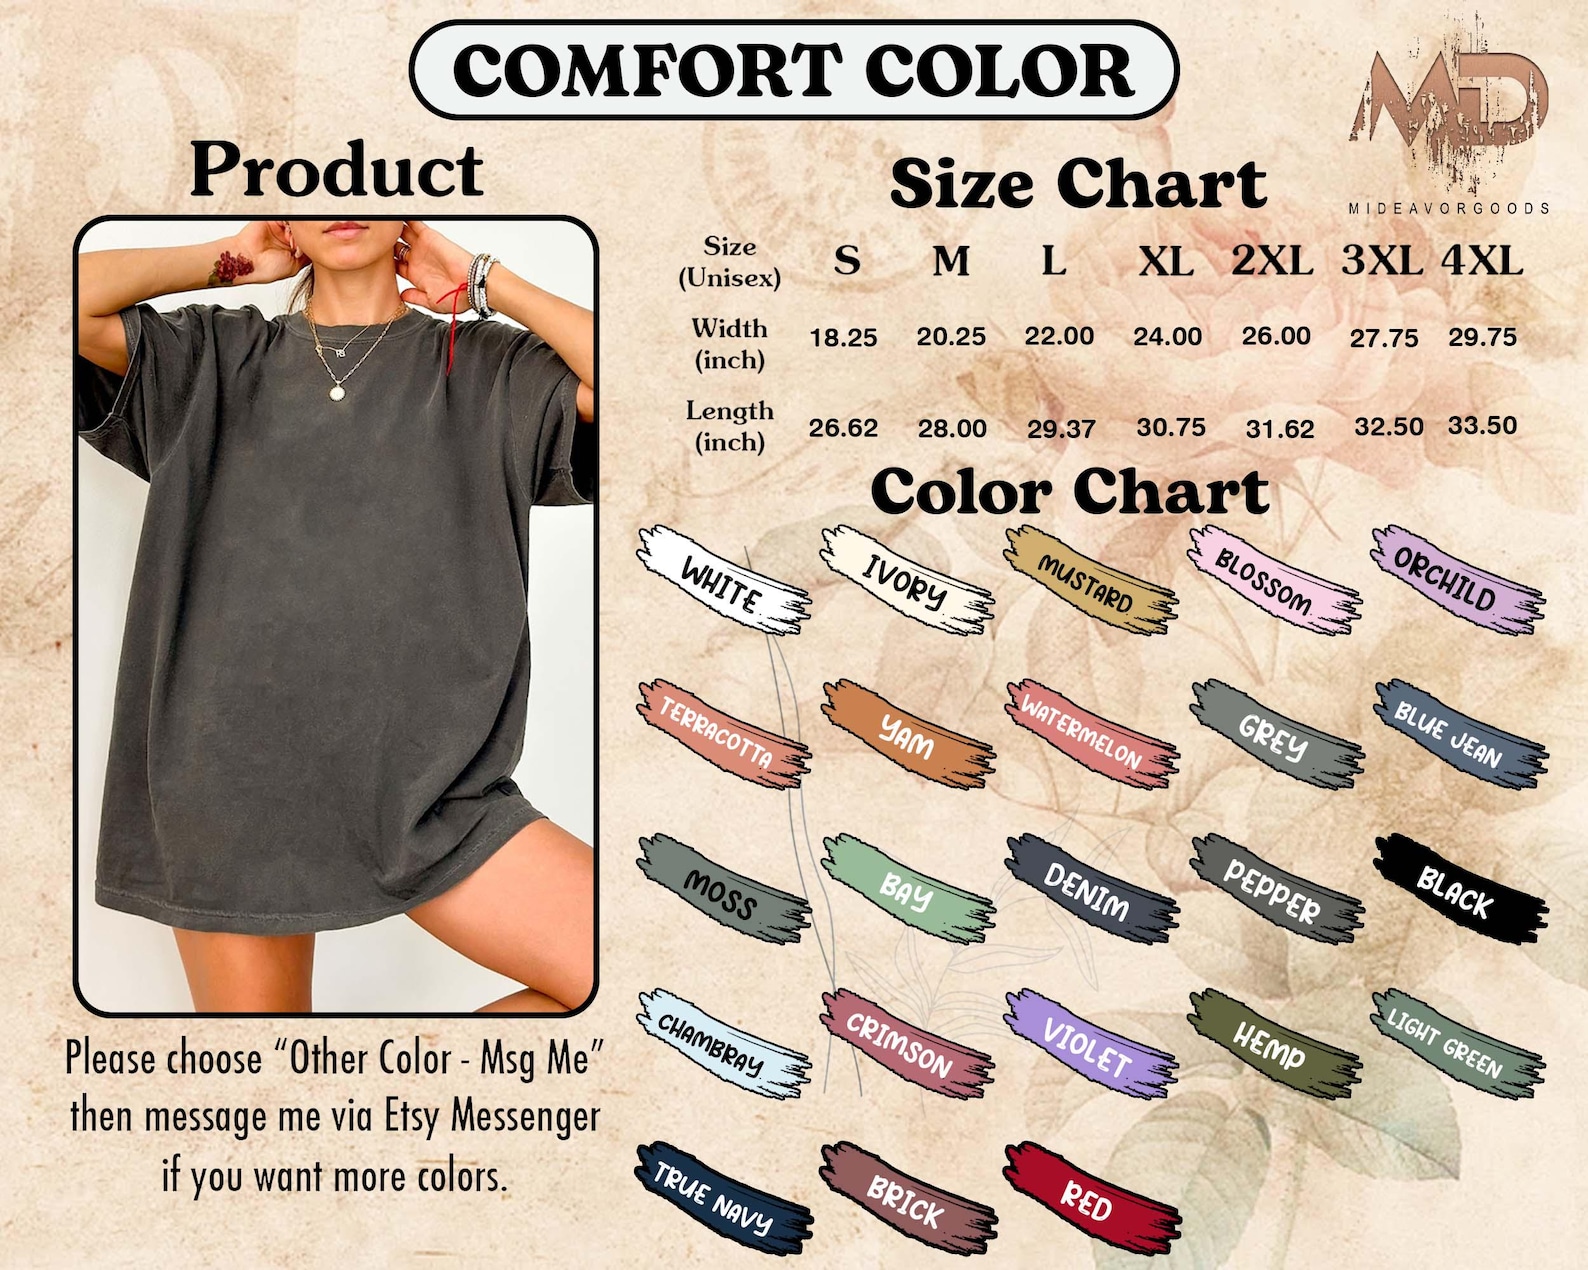 COMFORT COLOR
MD
MIDEAVORGOODS
Product
Please choose “Other Color - Msg Me”
then message me via Etsy Messenger
if you want more colors.
Size Chart
Size (Unisex) S M L XL 2XL 3XL 4XL
Width (inch) 18.25 20.25 22.00 24.00 26.00 27.75 29.75
Length (inch) 26.62 28.00 29.37 30.75 31.62 32.50 33.50
Color Chart
WHITE IVORY MUSTARD BLOSSOM ORCHILD
TERRACOTTA YAM WATERMELON GREY BLUE JEAN
MOSS BAY DENIM PEPPER BLACK
CHAMBRAY CRIMSON VIOLET HEMP LIGHT GREEN
TRUE NAVY BRICK RED